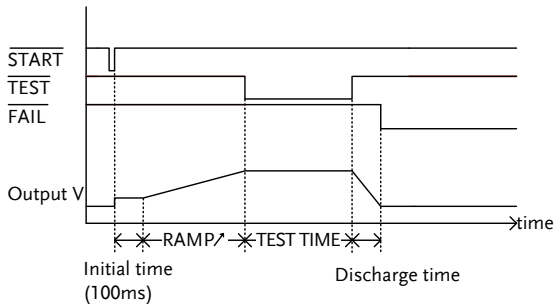 START
TEST
FAIL
Output V
time
RAMP↗ TEST TIME
Initial time
(100ms)
Discharge time